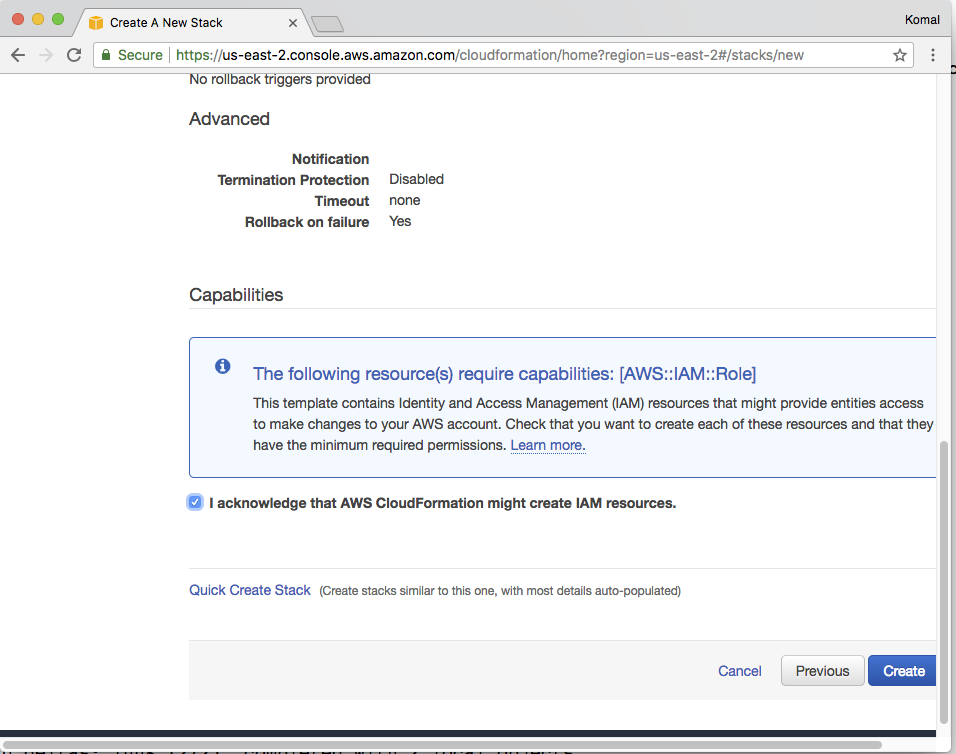 Create A New Stack
Komal
Secure
https://us-east-2.console.aws.amazon.com/cloudformation/home?region=us-east-2#/stacks/new
No rollback triggers provided
Advanced
Notification
Termination Protection Disabled
Timeout none
Rollback on failure Yes
Capabilities
The following resource(s) require capabilities: [AWS::IAM::Role]
This template contains Identity and Access Management (IAM) resources that might provide entities access
to make changes to your AWS account. Check that you want to create each of these resources and that they
have the minimum required permissions. Learn more.
I acknowledge that AWS CloudFormation might create IAM resources.
Quick Create Stack (Create stacks similar to this one, with most details auto-populated)
Cancel Previous Create